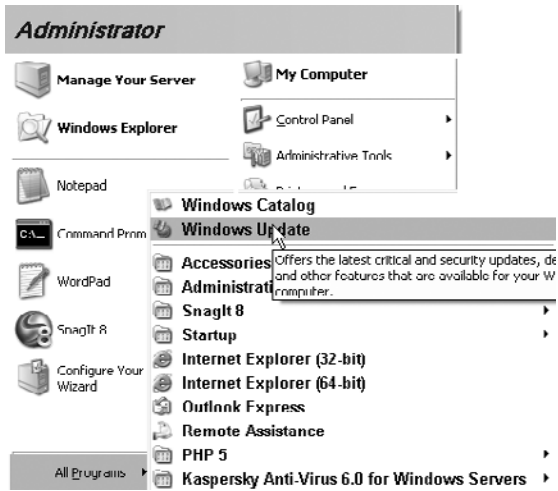 Administrator
Manage Your Server
Windows Explorer
Notepad
Command Prom
WordPad
SnagIt 8
Configure Your
Wizard
All Programs
My Computer
Control Panel
Administrative Tools
Windows Catalog
Windows Update
Offers the latest critical and security updates, de
and other features that are available for your W
computer.
Accessories
Administrati
SnagIt 8
Startup
Internet Explorer (32-bit)
Internet Explorer (64-bit)
Outlook Express
Remote Assistance
PHP 5
Kaspersky Anti-Virus 6.0 for Windows Servers